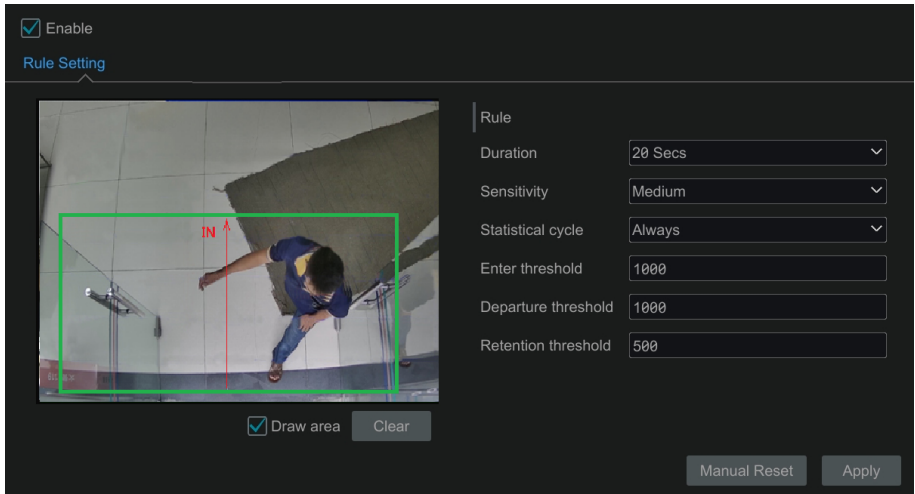 Enable
Rule Setting
IN
Draw area
Clear
Rule
Duration 20 Secs
Sensitivity Medium
Statistical cycle Always
Enter threshold 1000
Departure threshold 1000
Retention threshold 500
Manual Reset
Apply